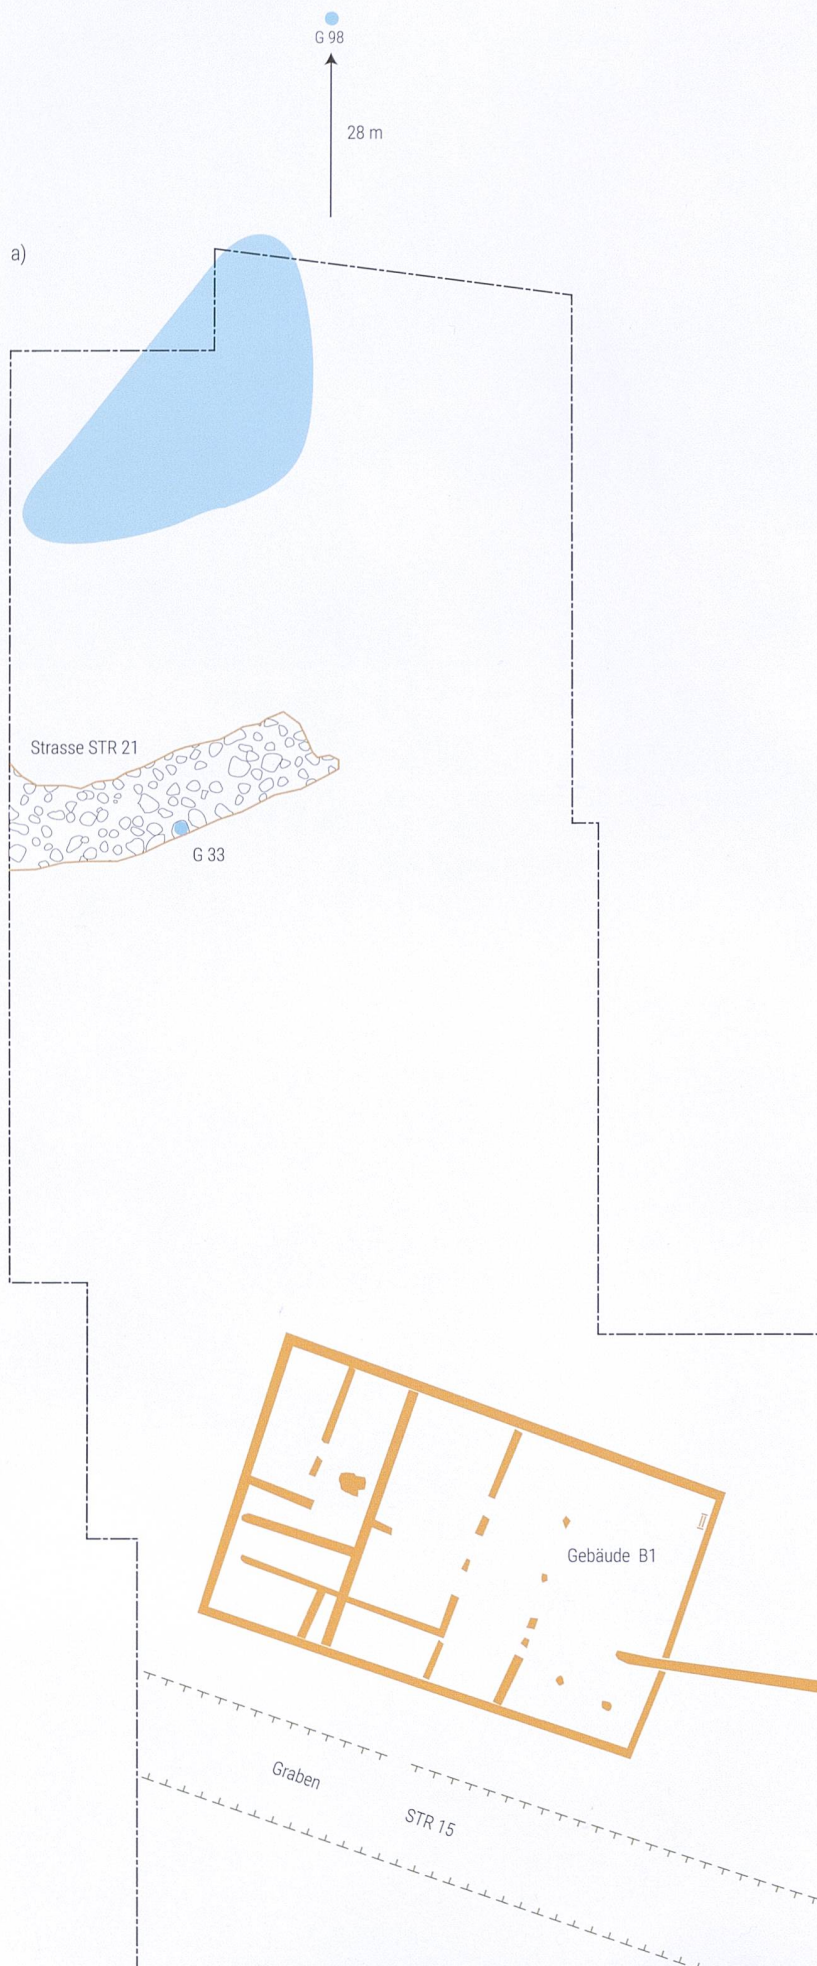 G 98
28 m
a)
Strasse STR 21
G 33
Gebäude B1
Graben
STR 15